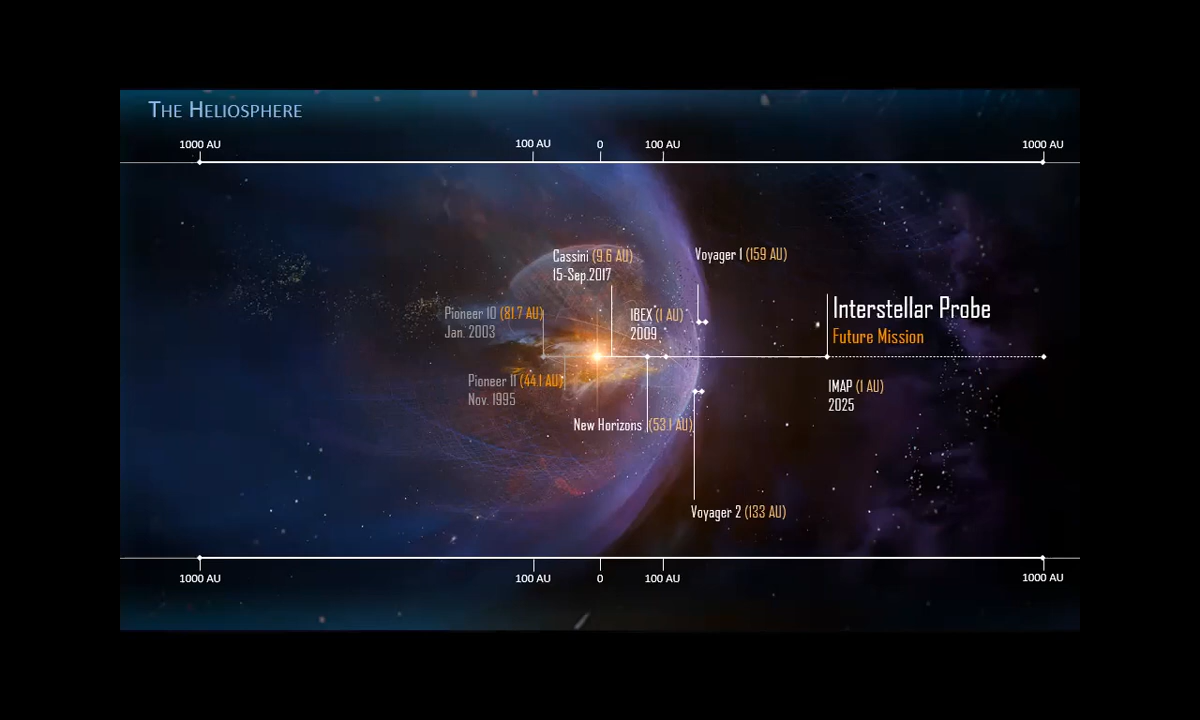 THE HELIOSPHERE
1000 AU
100 AU
0
100 AU
1000 AU
Cassini (9.6 AU)
15-Sep.2017
Voyager 1 (159 AU)
Pioneer 10 (81.7 AU)
Jan. 2003
IBEX (1 AU)
2009
Interstellar Probe
Future Mission
Pioneer 11 (44.1 AU)
Nov. 1995
IMAP (1 AU)
2025
New Horizons (53.1 AU)
Voyager 2 (133 AU)
1000 AU
100 AU
0
100 AU
1000 AU